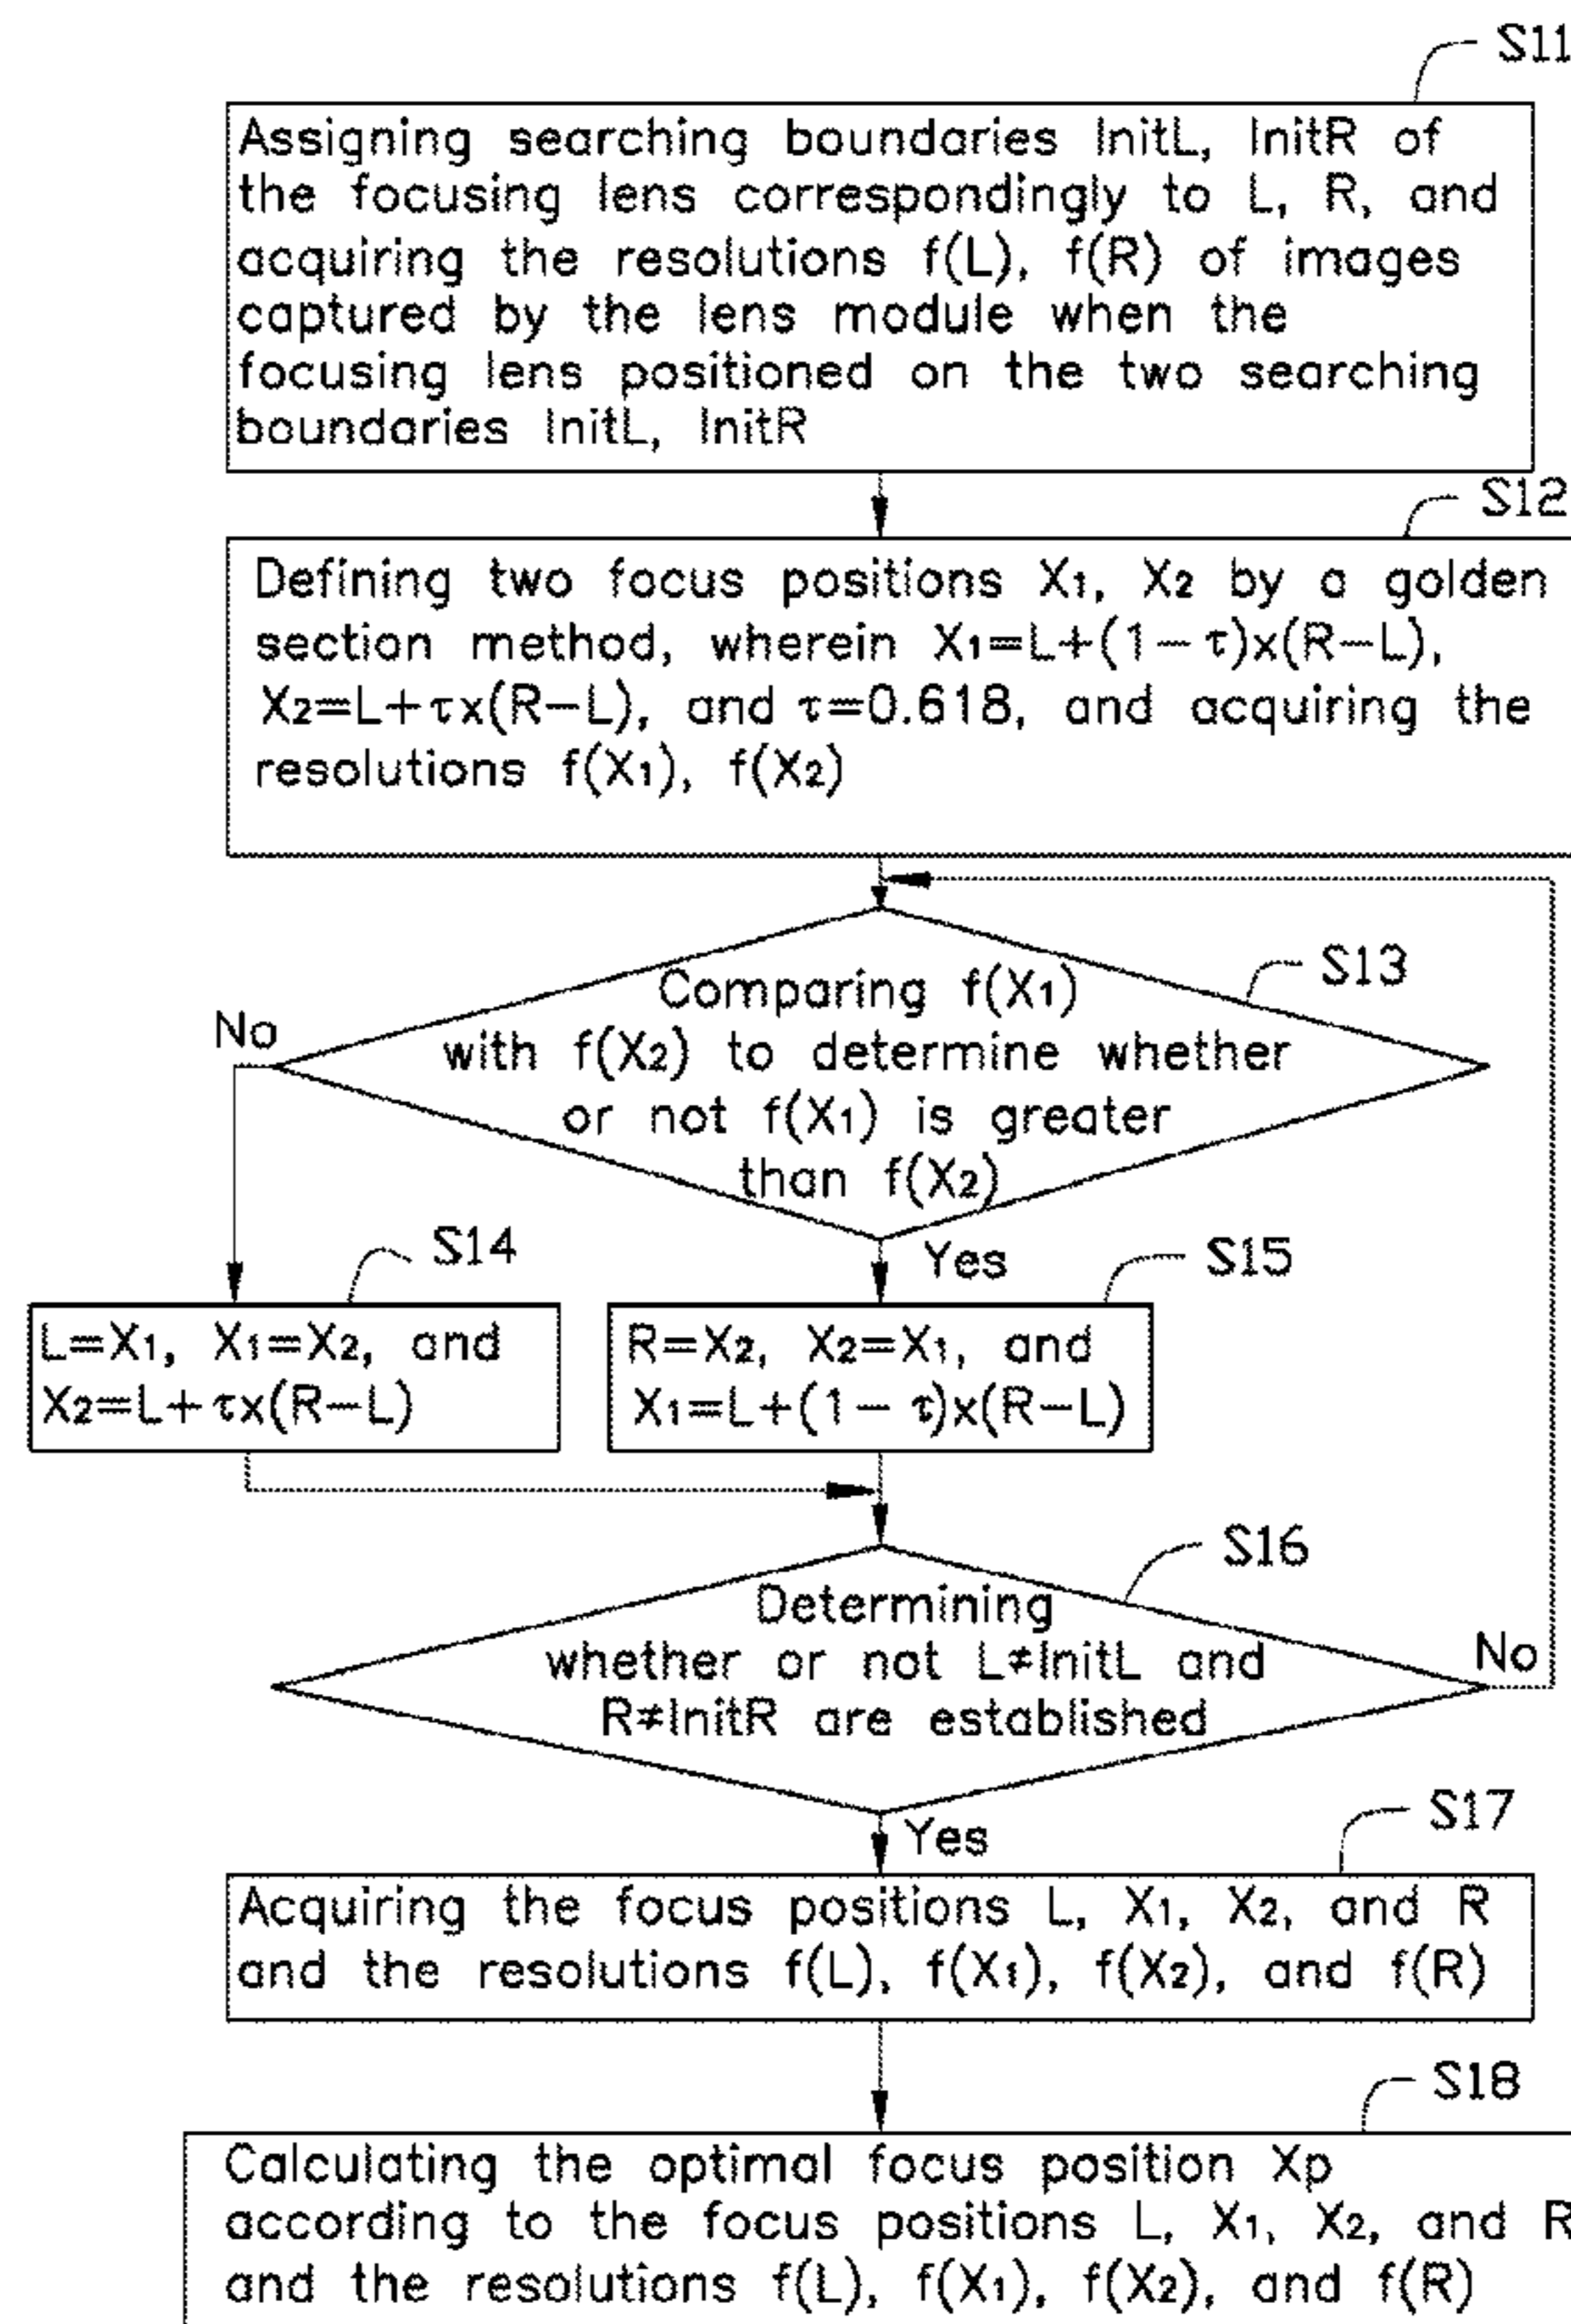 S11
Assigning searching boundaries InitL, InitR of
the focusing lens correspondingly to L, R, and
acquiring the resolutions f(L), f(R) of images
captured by the lens module when the
focusing lens positioned on the two searching
boundaries InitL, InitR
S12
Defining two focus positions X1, X2 by a golden
section method, wherein X1=L+(1-τ)x(R-L),
X2=L+τx(R-L), and τ=0.618, and acquiring the
resolutions f(X1), f(X2)
S13
Comparing f(X1)
with f(X2) to determine whether
or not f(X1) is greater
than f(X2)
No
Yes
S14
L=X1, X1=X2, and
X2=L+τx(R-L)
S15
R=X2, X2=X1, and
X1=L+(1-τ)x(R-L)
S16
Determining
whether or not L≠InitL and
R≠InitR are established
No
Yes
S17
Acquiring the focus positions L, X1, X2, and R
and the resolutions f(L), f(X1), f(X2), and f(R)
S18
Calculating the optimal focus position Xp
according to the focus positions L, X1, X2, and R
and the resolutions f(L), f(X1), f(X2), and f(R)